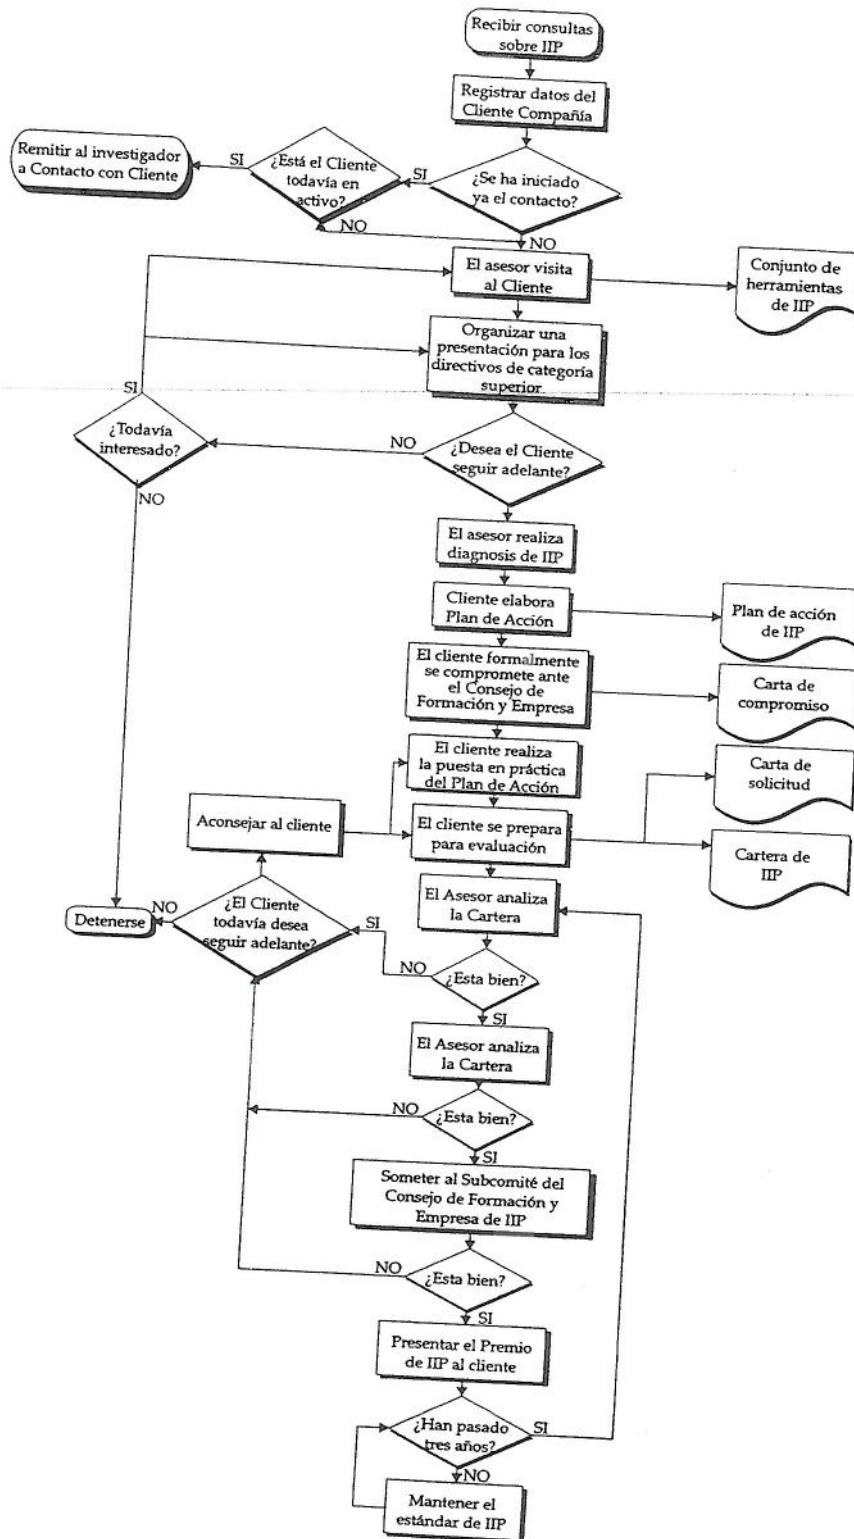 Recibir consultas
sobre IIP
Registrar datos del
Cliente Compañía
Remitir al investigador
a Contacto con Cliente
SI
¿Está el Cliente
todavía en
activo?
SI
¿Se ha iniciado
ya el contacto?
NO
NO
El asesor visita
al Cliente
Conjunto de
herramientas
de IIP
Organizar una
presentación para los
directivos de categoría
superior
SI
¿Todavía
interesado?
NO
¿Desea el Cliente
seguir adelante?
NO
El asesor realiza
diagnosis de IIP
Cliente elabora
Plan de Acción
Plan de acción
de IIP
El cliente formalmente
se compromete ante
el Consejo de
Formación y Empresa
Carta de
compromiso
El cliente realiza
la puesta en práctica
del Plan de Acción
Carta de
solicitud
Aconsejar al cliente
El cliente se prepara
para evaluación
Cartera de
IIP
El Asesor analiza
la Cartera
Detenerse
NO
¿El Cliente
todavía desea
seguir adelante?
SI
NO
¿Esta bien?
SI
El Asesor analiza
la Cartera
NO
¿Esta bien?
SI
Someter al Subcomité del
Consejo de Formación y
Empresa de IIP
NO
¿Esta bien?
SI
Presentar el Premio
de IIP al cliente
¿Han pasado
tres años?
SI
NO
Mantener el
estándar de IIP